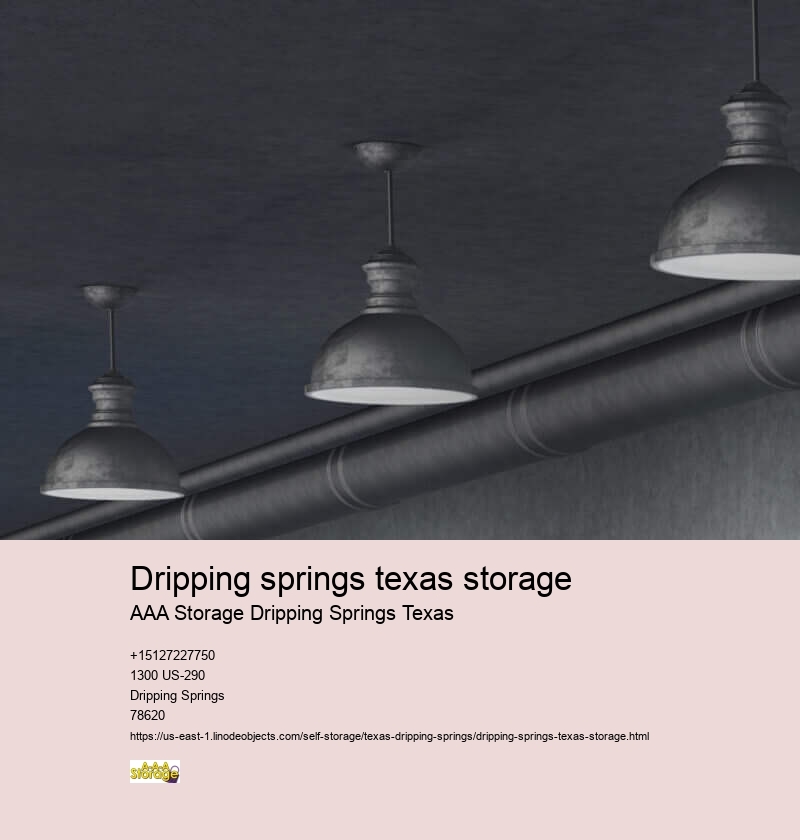 Dripping springs texas storage
AAA Storage Dripping Springs Texas
+15127227750
1300 US-290
Dripping Springs
78620
https://us-east-1.linodeobjects.com/self-storage/texas-dripping-springs/dripping-springs-texas-storage.html
A-A-A
Storage